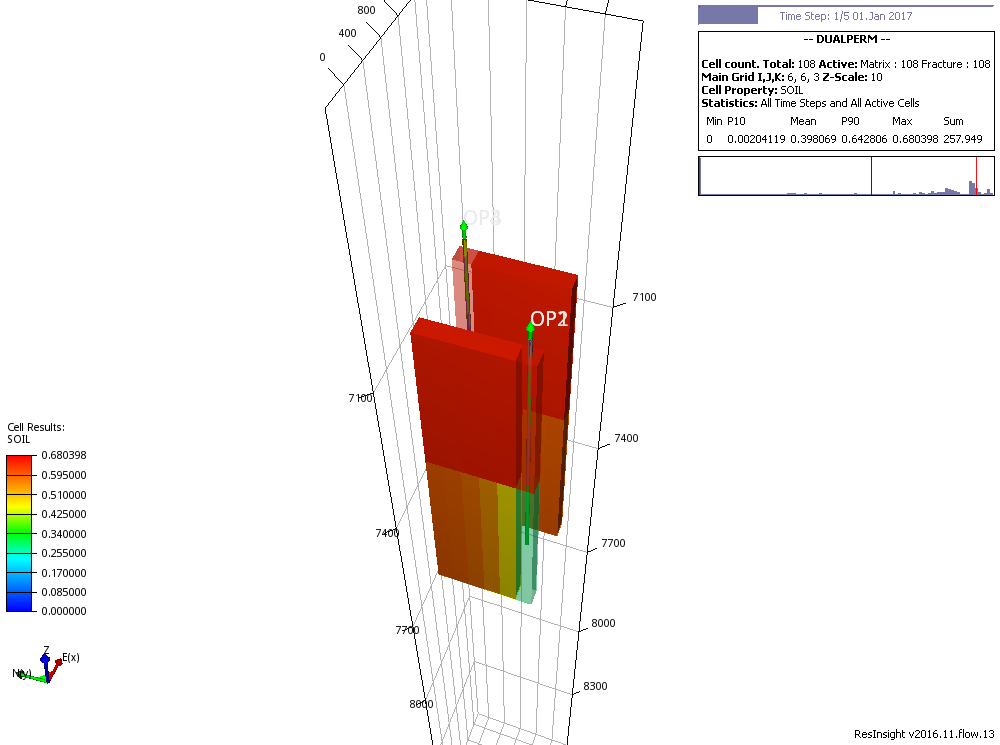 800
400
0
Time Step: 1/5 01.Jan 2017
-- DUALPERM --
Cell count. Total: 108 Active: Matrix : 108 Fracture : 108
Main Grid I,J,K: 6, 6, 3 Z-Scale: 10
Cell Property: SOIL
Statistics: All Time Steps and All Active Cells
Min P10 Mean P90 Max Sum
0 0.00204119 0.398069 0.642806 0.680398 257.949
7100
7100
7400
7400
7700
7700
8000
8000
8300
Cell Results:
SOIL
0.680398
0.595000
0.510000
0.425000
0.340000
0.255000
0.170000
0.085000
0.000000
Z
E(x)
N(y)
ResInsight v2016.11.flow.13